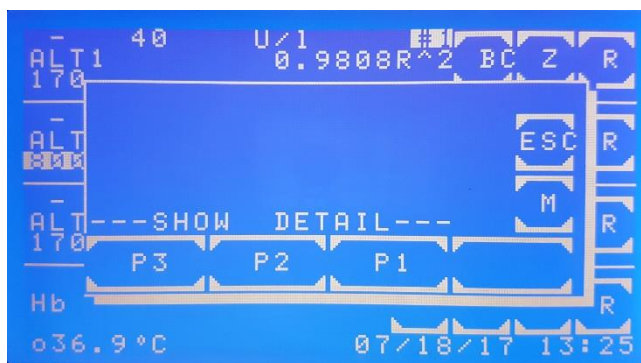 - 40 U/l #1
ALT1 0.9808R^2 BC Z R
170
-
ALT ESC R
800
-
ALT M R
---SHOW DETAIL---
170
P3 P2 P1
Hb R
o36.9°C 07/18/17 13:25